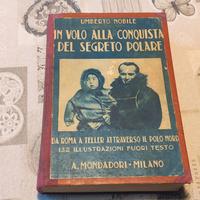 UMBERTO NOBILE
IN VOLO ALLA CONQUISTA
DEL SEGRETO POLARE
DA ROMA A TELLER ATTRAVERSO IL POLO NORD
132 ILLUSTRAZIONI FUORI TESTO
A. MONDADORI - MILANO